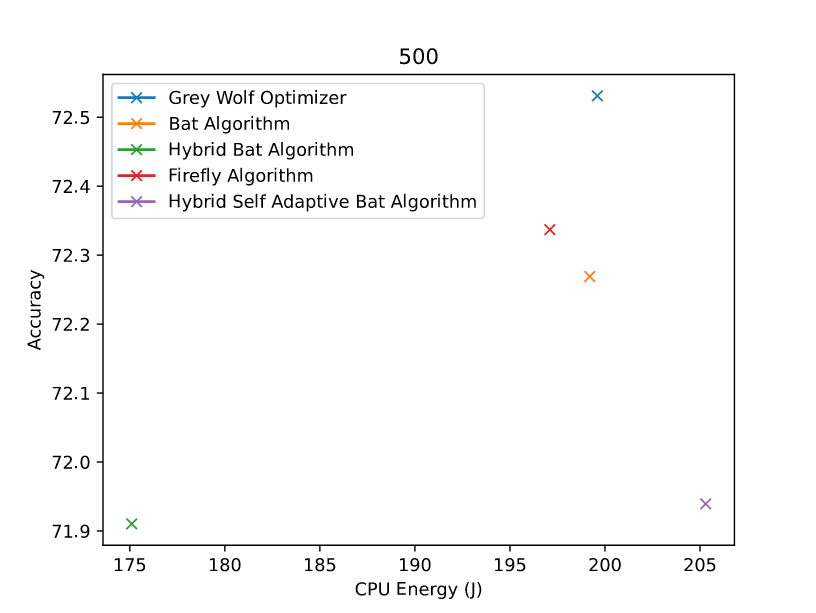 500
Grey Wolf Optimizer
Bat Algorithm
Hybrid Bat Algorithm
Firefly Algorithm
Hybrid Self Adaptive Bat Algorithm
Accuracy
72.5
72.4
72.3
72.2
72.1
72.0
71.9
175 180 185 190 195 200 205
CPU Energy (J)